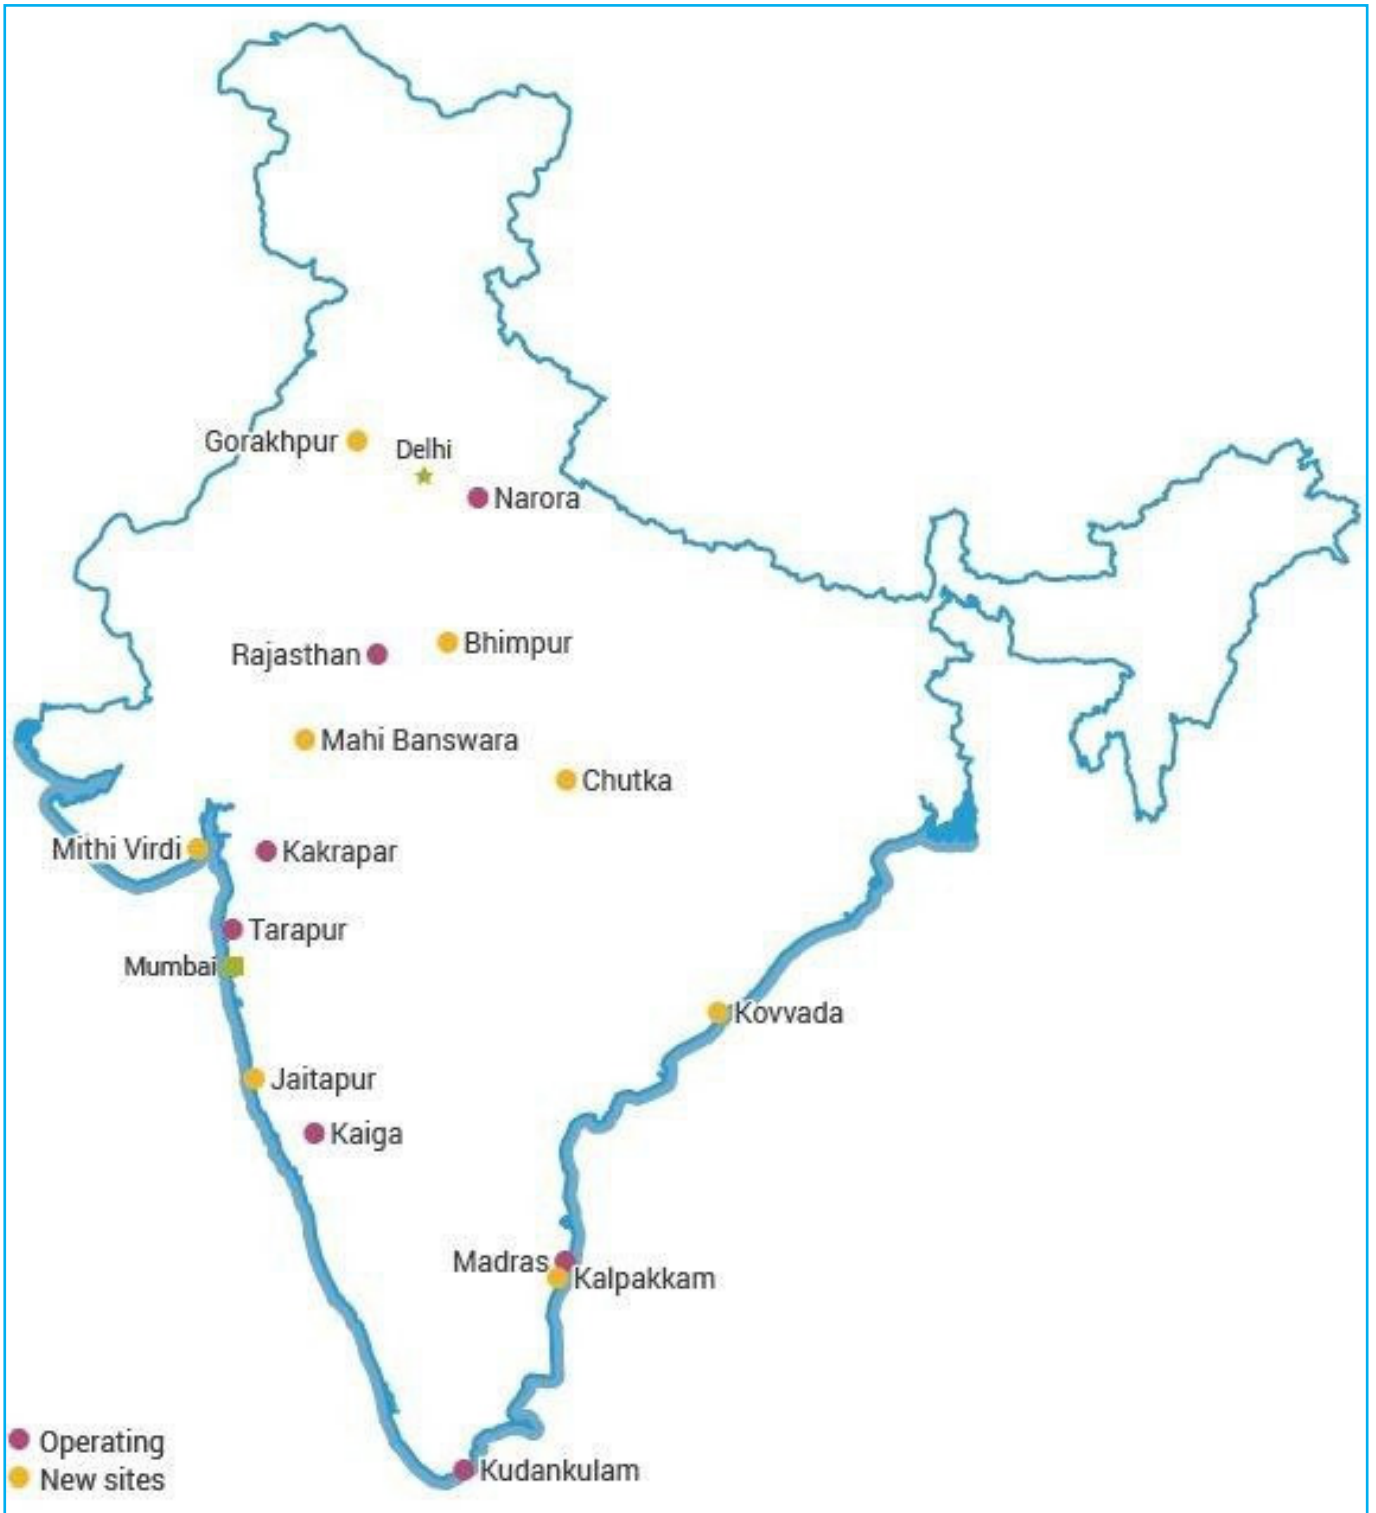 Gorakhpur
Delhi
Narora
Rajasthan
Bhimpur
Mahi Banswara
Chutka
Mithi Virdi
Kakrapar
Tarapur
Mumbai
Kovvada
Jaitapur
Kaiga
Madras
Kalpakkam
Operating
New sites
Kudankulam